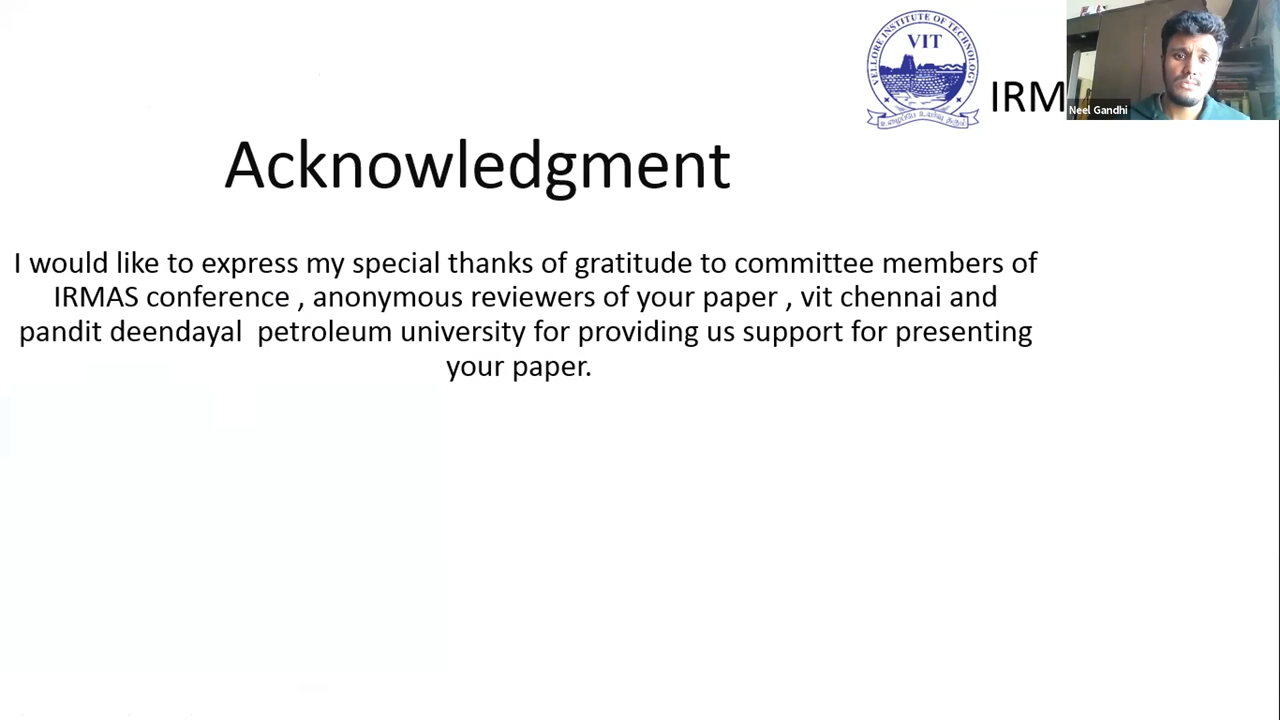 VELLORE INSTITUTE OF TECHNOLOGY
VIT
IRM
Neel Gandhi
Acknowledgment
I would like to express my special thanks of gratitude to committee members of
IRMAS conference , anonymous reviewers of your paper , vit chennai and
pandit deendayal  petroleum university for providing us support for presenting
your paper.